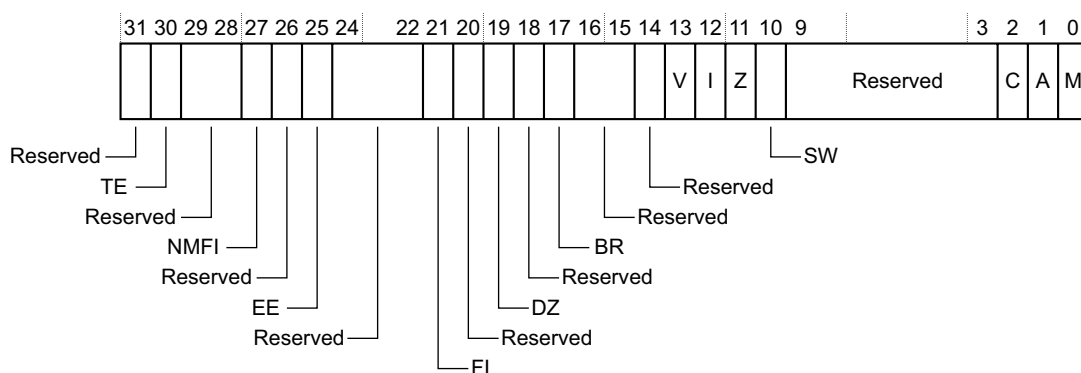 31 30 29 28 27 26 25 24 22 21 20 19 18 17 16 15 14 13 12 11 10 9 3 2 1 0
V I Z Reserved C A M
Reserved SW
TE Reserved
Reserved Reserved
NMFI BR
Reserved Reserved
EE DZ
Reserved Reserved
FI